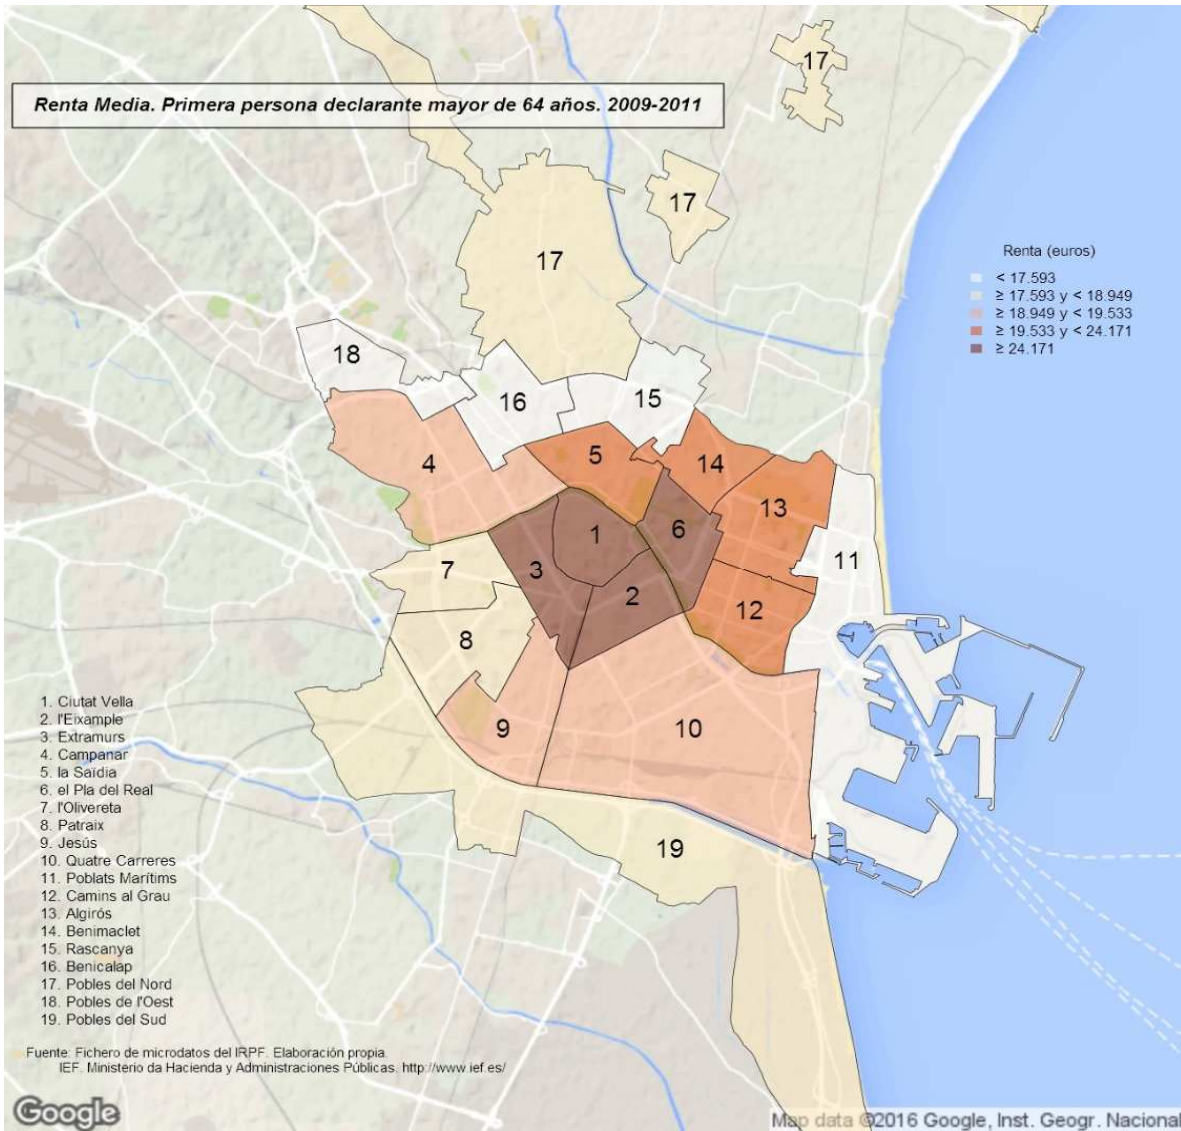 17
Renta Media. Primera persona declarante mayor de 64 años. 2009-2011
17
17
Renta (euros)
< 17.593
≥ 17.593 y < 18.949
≥ 18.949 y < 19.533
≥ 19.533 y < 24.171
≥ 24.171
18
16
15
4
5
14
13
6
1
11
3
7
2
12
8
9
10
19
1. Ciutat Vella
2. l'Eixample
3. Extramurs
4. Campanar
5. la Saïdia
6. el Pla del Real
7. l'Olivereta
8. Patraix
9. Jesús
10. Quatre Carreres
11. Poblats Marítims
12. Camins al Grau
13. Algirós
14. Benimaclet
15. Rascanya
16. Benicalap
17. Pobles del Nord
18. Pobles de l'Oest
19. Pobles del Sud
Fuente: Fichero de microdatos del IRPF. Elaboración propia.
IEF. Ministerio da Hacienda y Administraciones Públicas. http://www.ief.es/
Google
Map data ©2016 Google, Inst. Geogr. Nacional